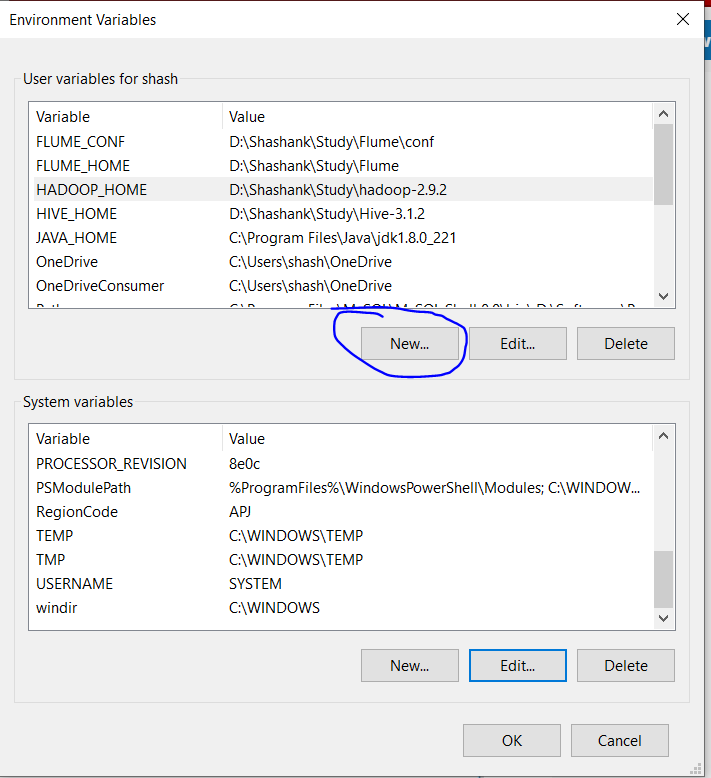 Environment Variables
User variables for shash
Variable Value
FLUME_CONF D:\Shashank\Study\Flume\conf
FLUME_HOME D:\Shashank\Study\Flume
HADOOP_HOME D:\Shashank\Study\hadoop-2.9.2
HIVE_HOME D:\Shashank\Study\Hive-3.1.2
JAVA_HOME C:\Program Files\Java\jdk1.8.0_221
OneDrive C:\Users\shash\OneDrive
OneDriveConsumer C:\Users\shash\OneDrive
New... Edit... Delete
System variables
Variable Value
PROCESSOR_REVISION 8e0c
PSModulePath %ProgramFiles%\WindowsPowerShell\Modules; C:\WINDOW...
RegionCode APJ
TEMP C:\WINDOWS\TEMP
TMP C:\WINDOWS\TEMP
USERNAME SYSTEM
windir C:\WINDOWS
New... Edit... Delete
OK Cancel